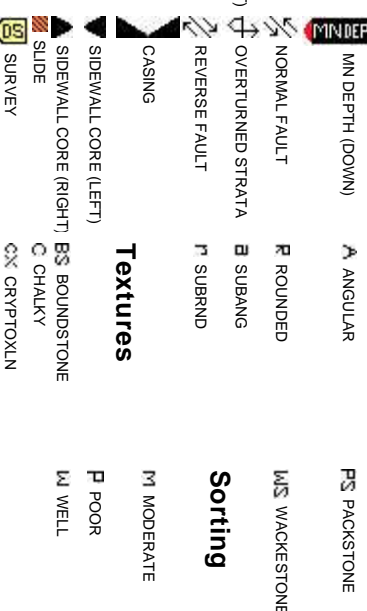 MN DEPTH (DOWN)
NORMAL FAULT
OVERTURNED STRATA
REVERSE FAULT
CASING
SIDEWALL CORE (LEFT)
SIDEWALL CORE (RIGHT)
SLIDE
DS SURVEY
A ANGULAR
R ROUNDED
a SUBANG
r SUBRND
Textures
BS BOUNDSTONE
C CHALKY
CX CRYPTOXLN
PS PACKSTONE
WS WACKESTONE
Sorting
M MODERATE
P POOR
W WELL